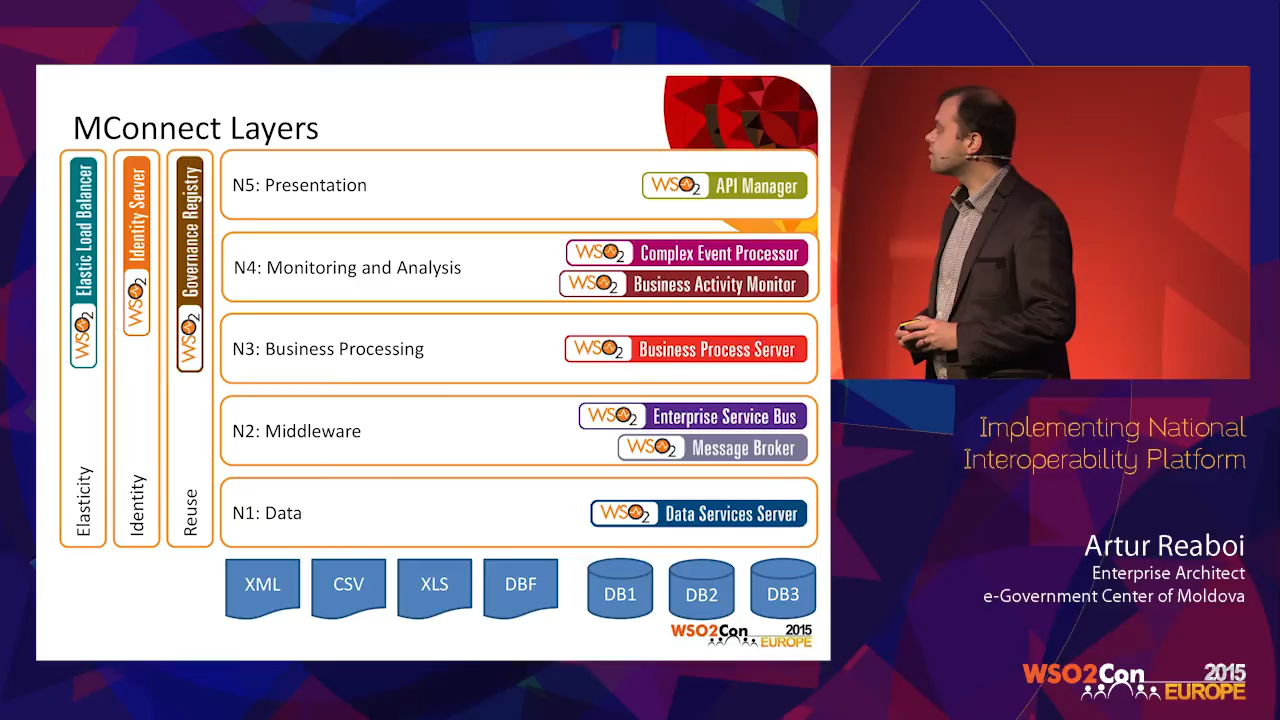 MConnect Layers
WSO2 Elastic Load Balancer
Elasticity
WSO2 Identity Server
Identity
WSO2 Governance Registry
Reuse
N5: Presentation
WSO2 API Manager
N4: Monitoring and Analysis
WSO2 Complex Event Processor
WSO2 Business Activity Monitor
N3: Business Processing
WSO2 Business Process Server
N2: Middleware
WSO2 Enterprise Service Bus
WSO2 Message Broker
N1: Data
WSO2 Data Services Server
XML CSV XLS DBF DB1 DB2 DB3
WSO2Con 2015
EUROPE
Implementing National
Interoperability Platform
Artur Reaboi
Enterprise Architect
e-Government Center of Moldova
WSO2Con 2015
EUROPE